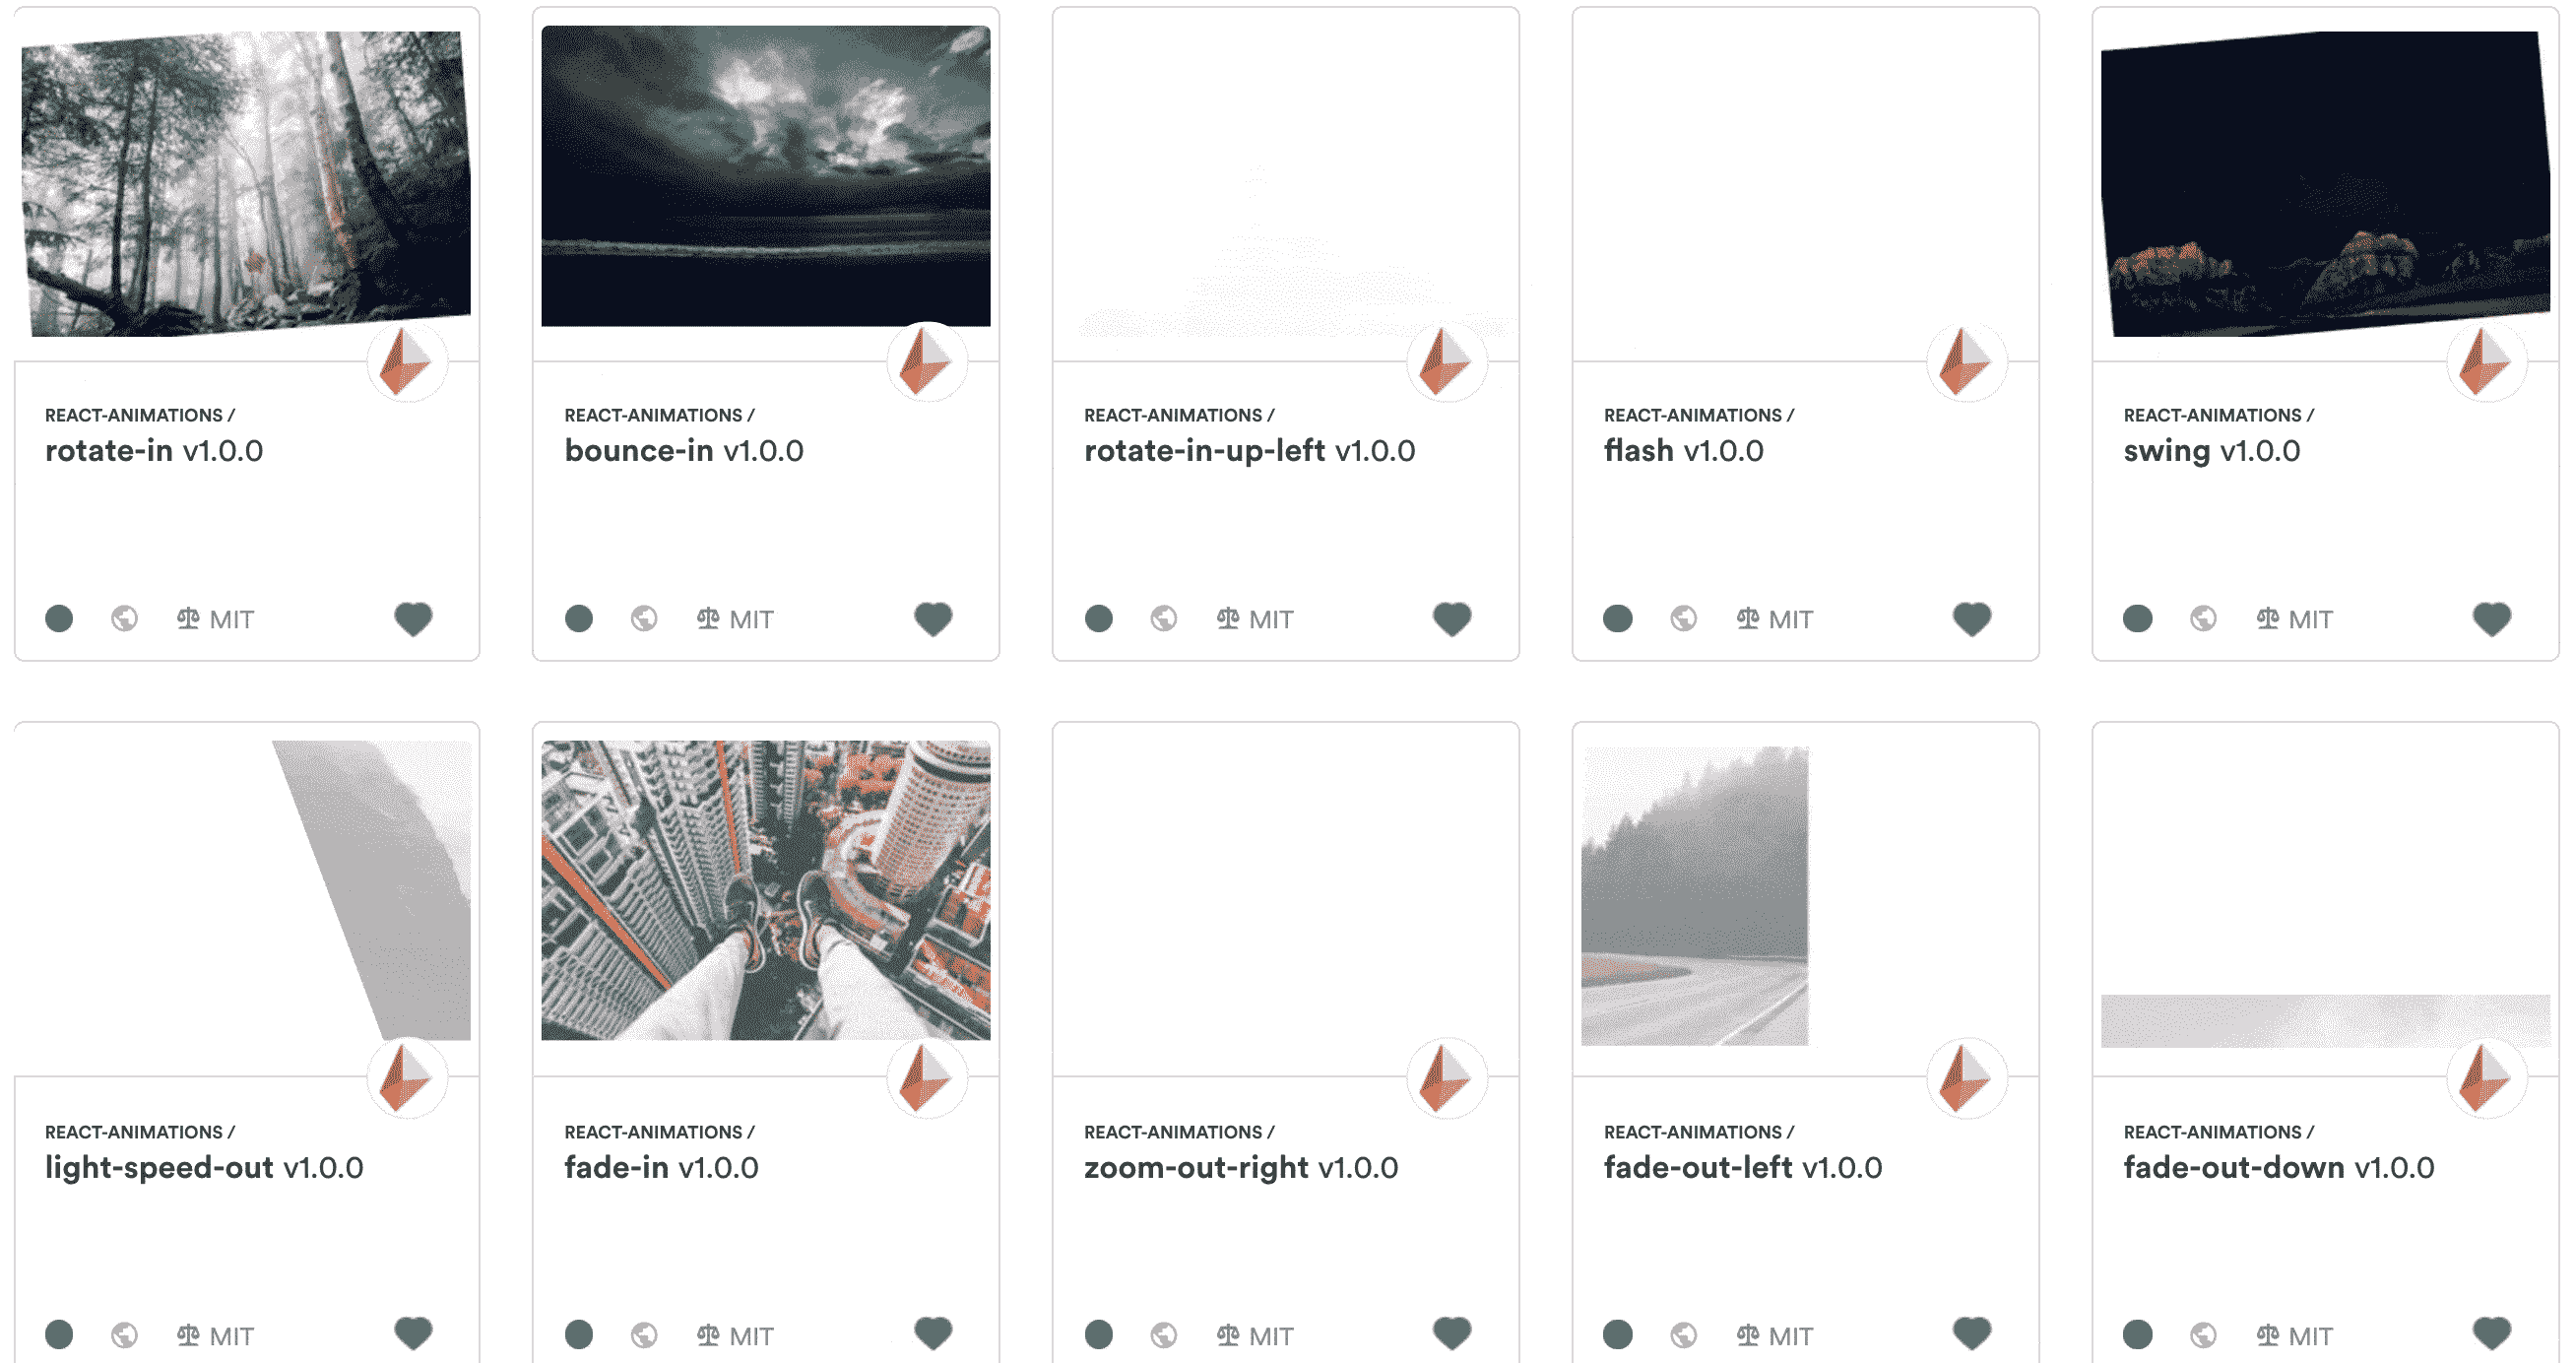 REACT-ANIMATIONS /
rotate-in v1.0.0
MIT
REACT-ANIMATIONS /
bounce-in v1.0.0
MIT
REACT-ANIMATIONS /
rotate-in-up-left v1.0.0
MIT
REACT-ANIMATIONS /
flash v1.0.0
MIT
REACT-ANIMATIONS /
swing v1.0.0
MIT
REACT-ANIMATIONS /
light-speed-out v1.0.0
MIT
REACT-ANIMATIONS /
fade-in v1.0.0
MIT
REACT-ANIMATIONS /
zoom-out-right v1.0.0
MIT
REACT-ANIMATIONS /
fade-out-left v1.0.0
MIT
REACT-ANIMATIONS /
fade-out-down v1.0.0
MIT